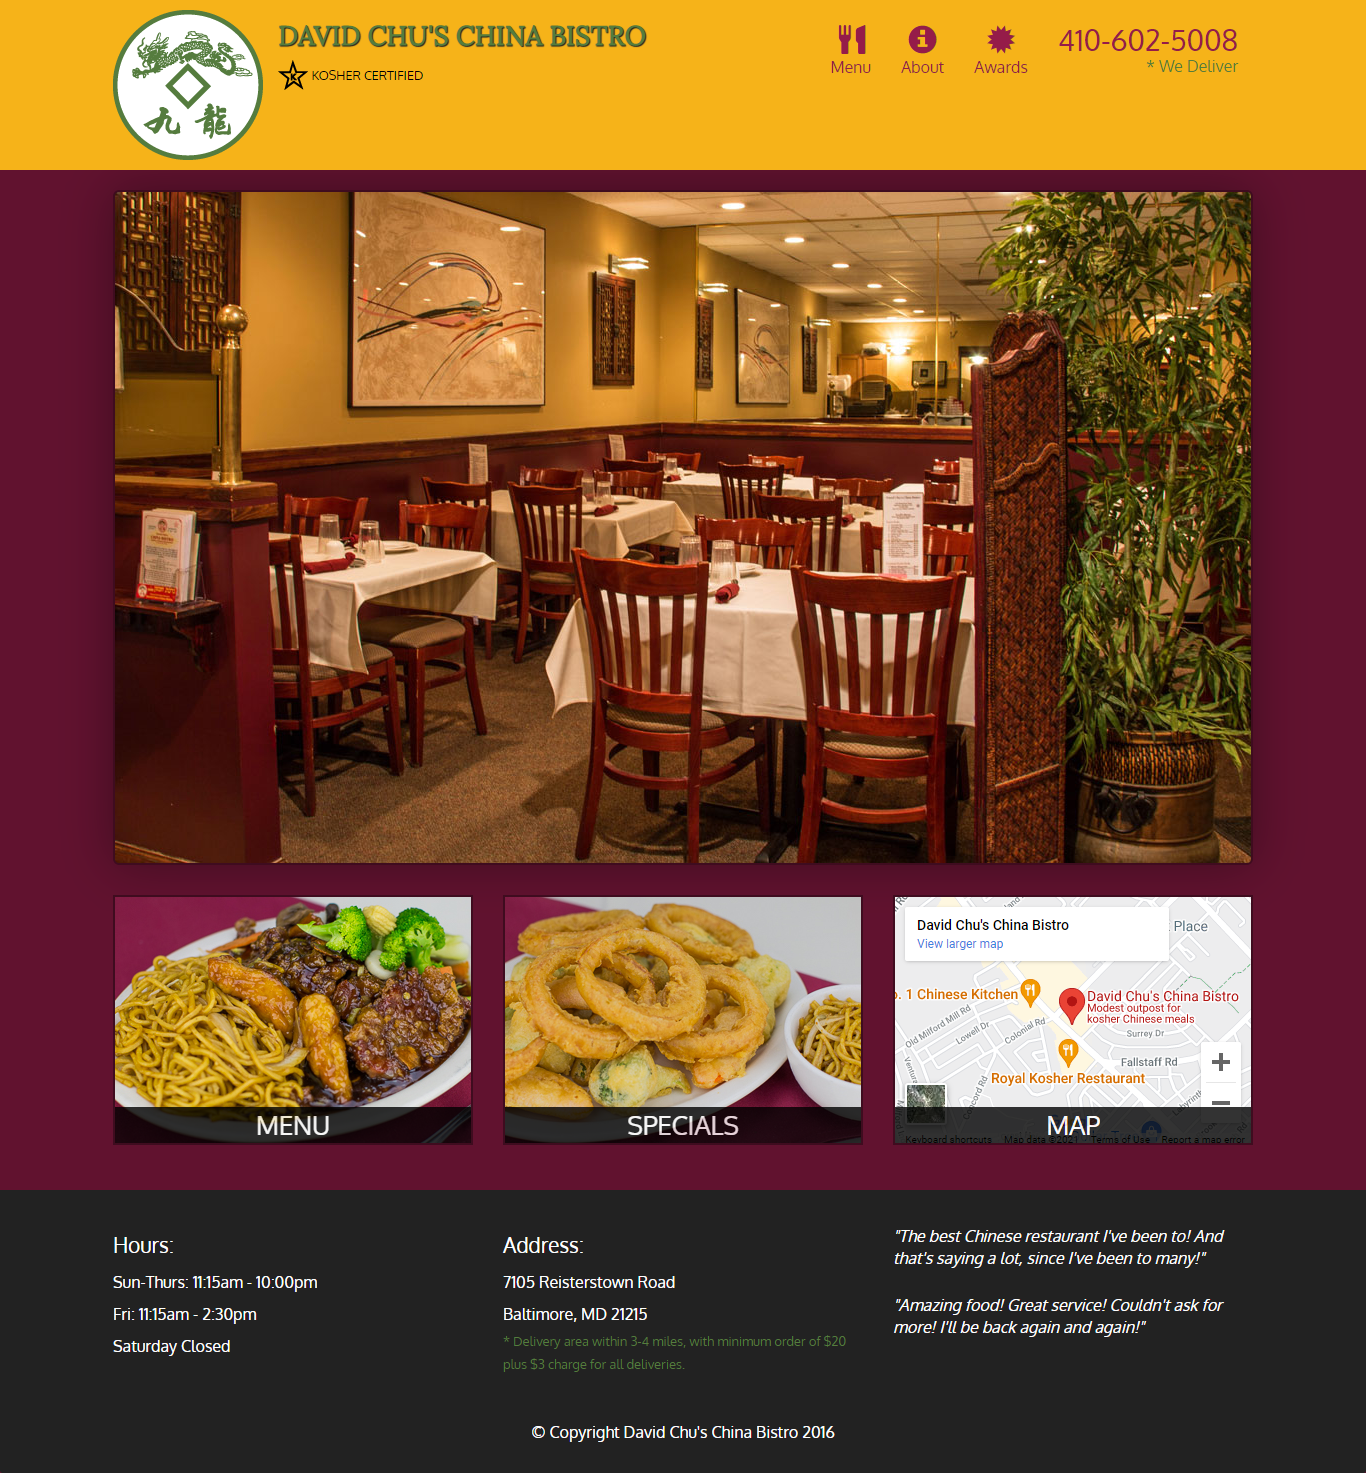 九龍
DAVID CHU'S CHINA BISTRO
K
KOSHER CERTIFIED
Menu
About
Awards
410-602-5008
* We Deliver
MENU
SPECIALS
David Chu's China Bistro
View larger map
Place
. 1 Chinese Kitchen
David Chu's China Bistro
Modest outpost for
kosher Chinese meals
Old Milford Mill Rd
Lowell Dr
Colonial Rd
Surrey Dr
Fallstaff Rd
Royal Kosher Restaurant
Concord Rd
Labyrinth
MAP
Keyboard shortcuts
Map data ©2021
Terms of Use
Report a map error
Hours:
Sun-Thurs: 11:15am - 10:00pm
Fri: 11:15am - 2:30pm
Saturday Closed
Address:
7105 Reisterstown Road
Baltimore, MD 21215
* Delivery area within 3-4 miles, with minimum order of $20
plus $3 charge for all deliveries.
"The best Chinese restaurant I've been to! And
that's saying a lot, since I've been to many!"
"Amazing food! Great service! Couldn't ask for
more! I'll be back again and again!"
© Copyright David Chu's China Bistro 2016